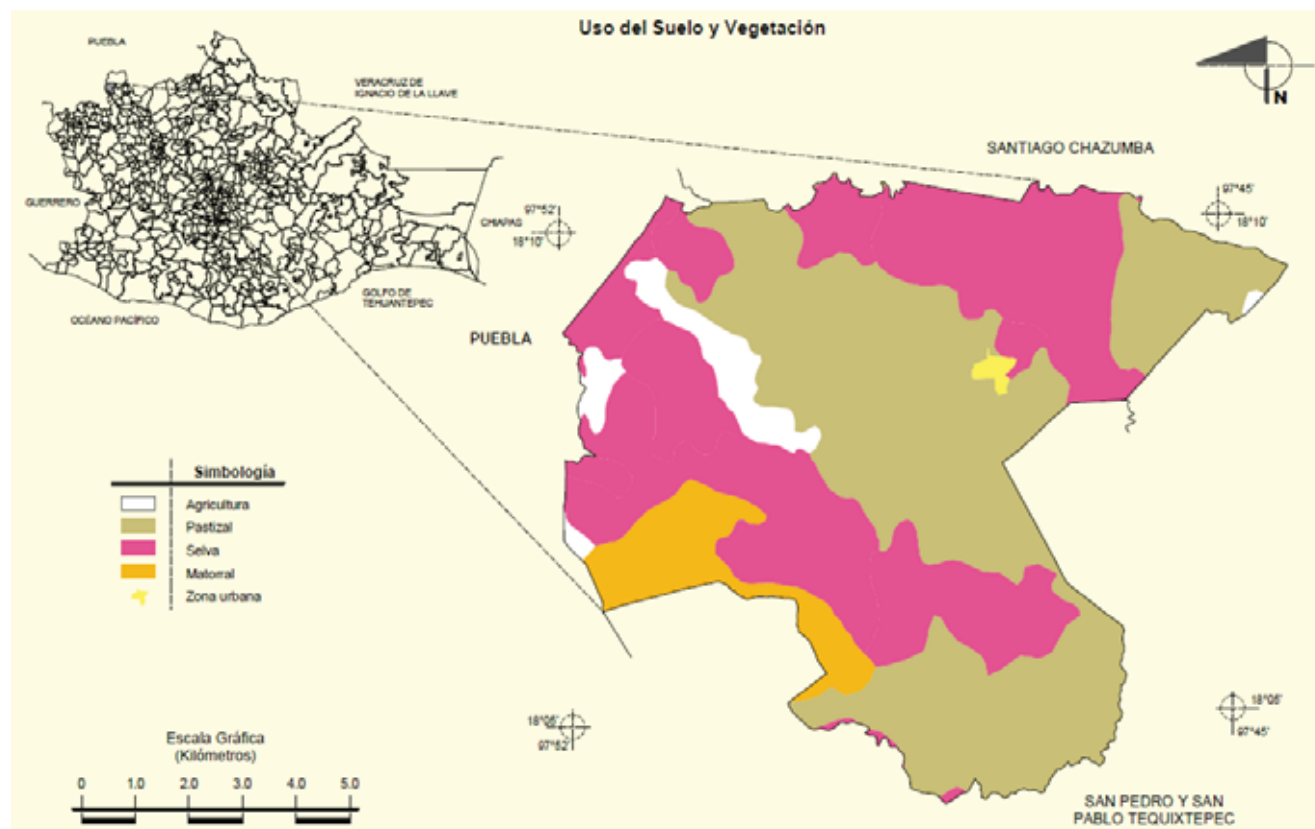 Uso del Suelo y Vegetación
PUEBLA
VERACRUZ DE
IGNACIO DE LA LLAVE
GUERRERO
CHIAPAS
GOLFO DE
TEHUANTEPEC
OCÉANO PACÍFICO
N
SANTIAGO CHAZUMBA
97°52'
18°10'
97°45'
18°10'
PUEBLA
Simbología
Agricultura
Pastizal
Selva
Matorral
Zona urbana
18°05'
97°52'
18°05'
97°45'
Escala Gráfica
(Kilómetros)
0 1.0 2.0 3.0 4.0 5.0
SAN PEDRO Y SAN
PABLO TEQUIXTEPEC